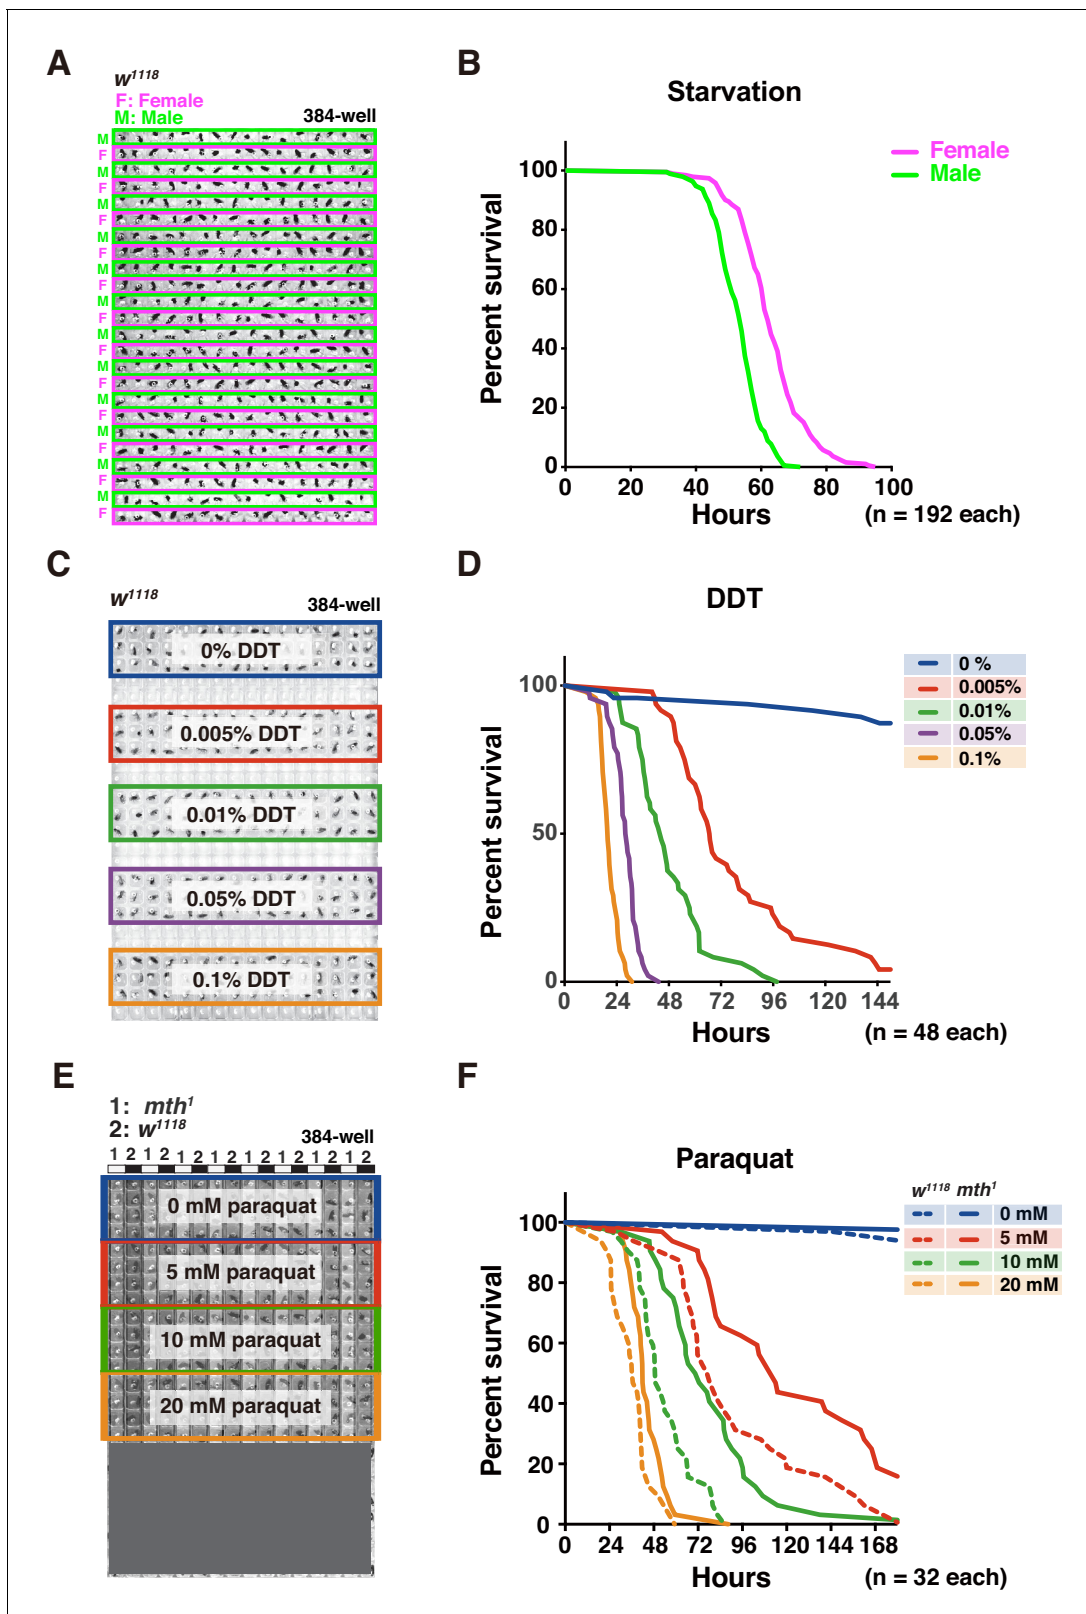 A
w1118
F: Female
M: Male
384-well
M
F
M
F
M
F
M
F
M
F
M
F
M
F
M
F
M
F
M
F
M
F
M
F
B
Starvation
Female
Male
Percent survival
100
80
60
40
20
0
0 20 40 60 80 100
Hours
(n = 192 each)
C
w1118
384-well
0% DDT
0.005% DDT
0.01% DDT
0.05% DDT
0.1% DDT
D
DDT
0 %
0.005%
0.01%
0.05%
0.1%
Percent survival
100
50
0
0 24 48 72 96 120 144
Hours
(n = 48 each)
E
1: mth1
2: w1118
384-well
1 2 1 2 1 2 1 2 1 2 1 2 1 2 1 2
0 mM paraquat
5 mM paraquat
10 mM paraquat
20 mM paraquat
F
Paraquat
w1118 mth1
0 mM
5 mM
10 mM
20 mM
Percent survival
100
80
60
40
20
0
0 24 48 72 96 120 144 168
Hours
(n = 32 each)